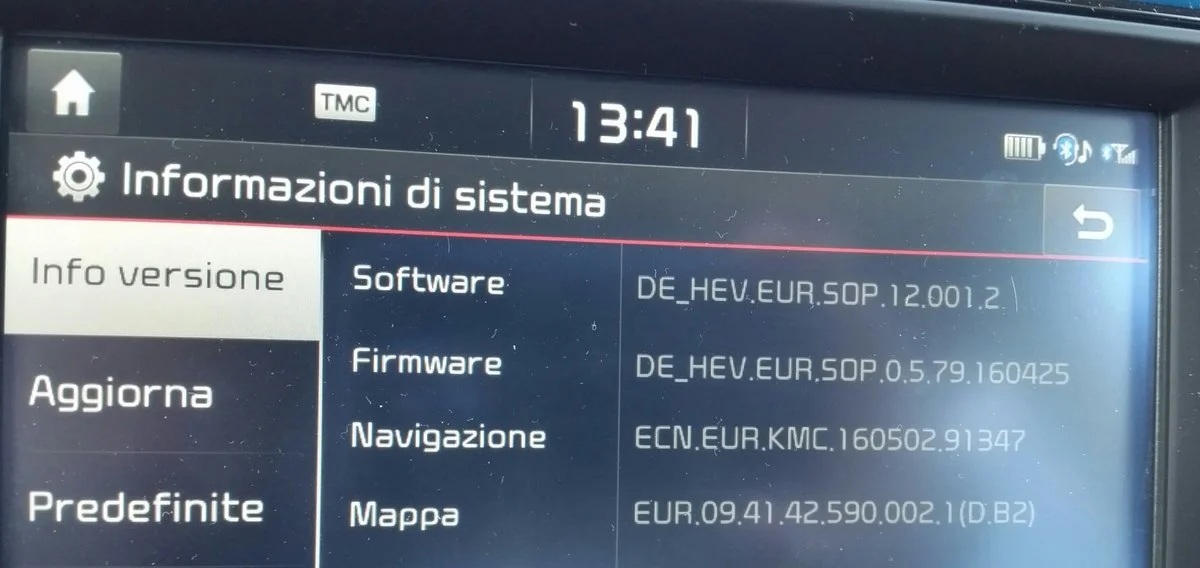 TMC
13:41
Informazioni di sistema
Info versione
Software DE_HEV.EUR.SOP.12.001.2
Firmware DE_HEV.EUR.SOP.0.5.79.160425
Aggiorna
Navigazione ECN.EUR.KMC.160502.91347
Predefinite
Mappa EUR.09.41.42.590.002.1(D.B2)